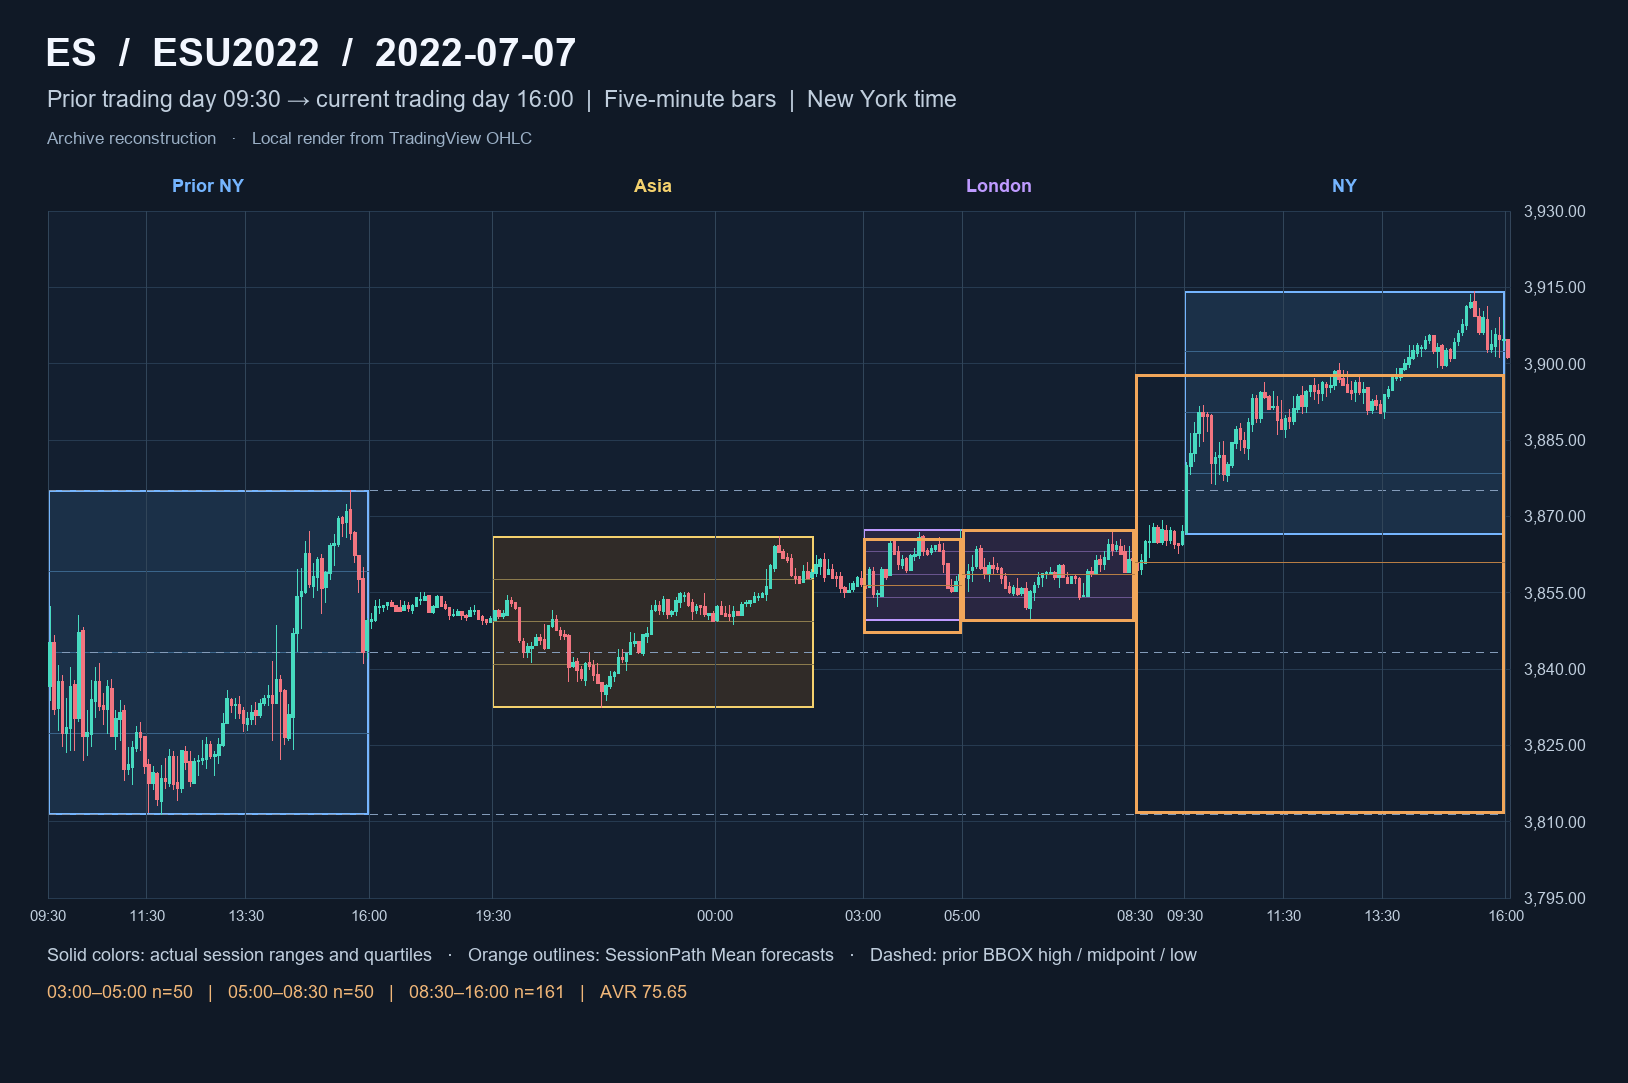 ES / ESU2022 / 2022-07-07
Prior trading day 09:30 → current trading day 16:00 | Five-minute bars | New York time
Archive reconstruction · Local render from TradingView OHLC
Prior NY Asia London NY
3,930.00
3,915.00
3,900.00
3,885.00
3,870.00
3,855.00
3,840.00
3,825.00
3,810.00
3,795.00
09:30 11:30 13:30 16:00 19:30 00:00 03:00 05:00 08:30 09:30 11:30 13:30 16:00
Solid colors: actual session ranges and quartiles · Orange outlines: SessionPath Mean forecasts · Dashed: prior BBOX high / midpoint / low
03:00–05:00 n=50 | 05:00–08:30 n=50 | 08:30–16:00 n=161 | AVR 75.65